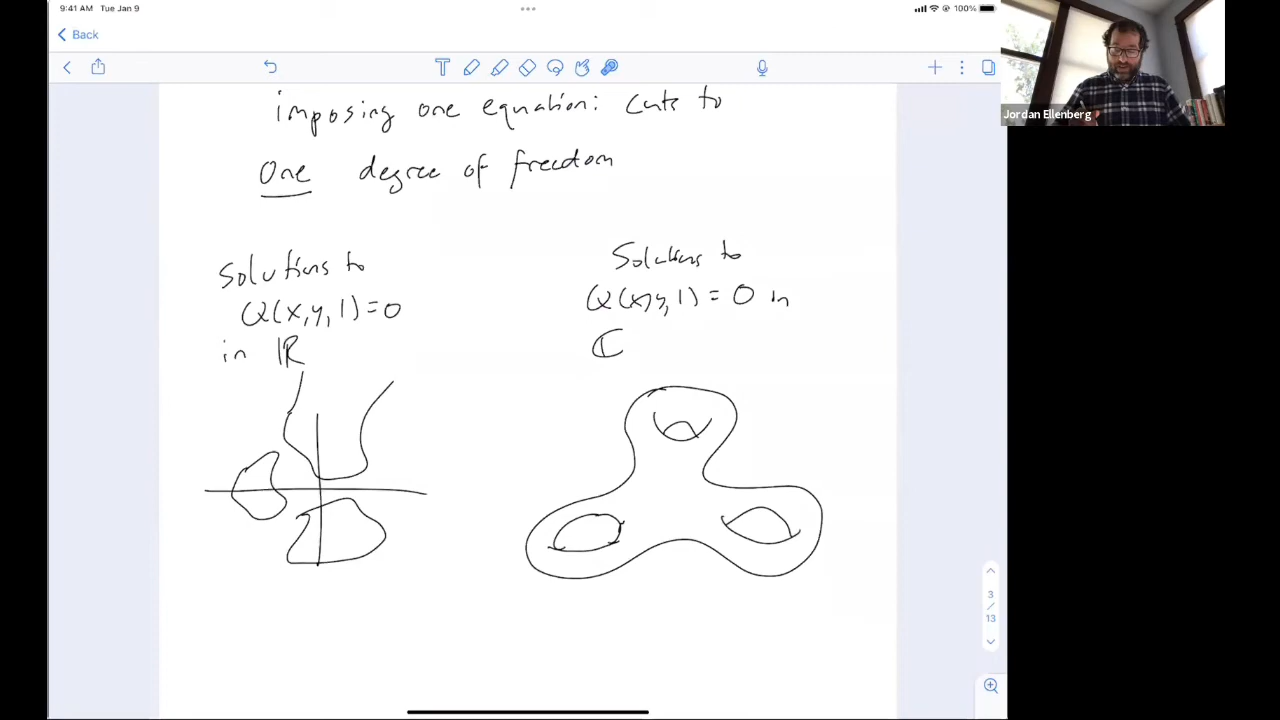 9:41 AM Tue Jan 9
100%
Back
T
Jordan Ellenberg
imposing one equation: cuts to
One degree of freedom
Solutions to
Q(x,y,1)=0
in ℝ
Solutions to
Q(x,y,1)=0 in
ℂ
3
/
13